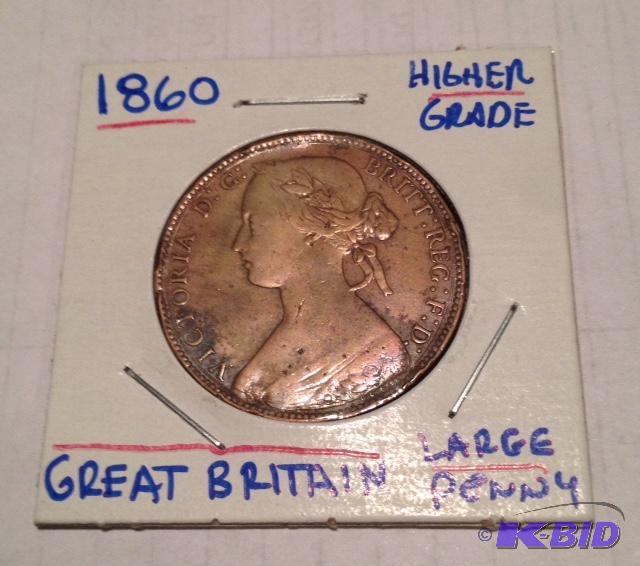 1860
HIGHER
GRADE
VICTORIA D. G: BRITT. REG. F. D.
GREAT BRITAIN
LARGE
PENNY
© K-BID